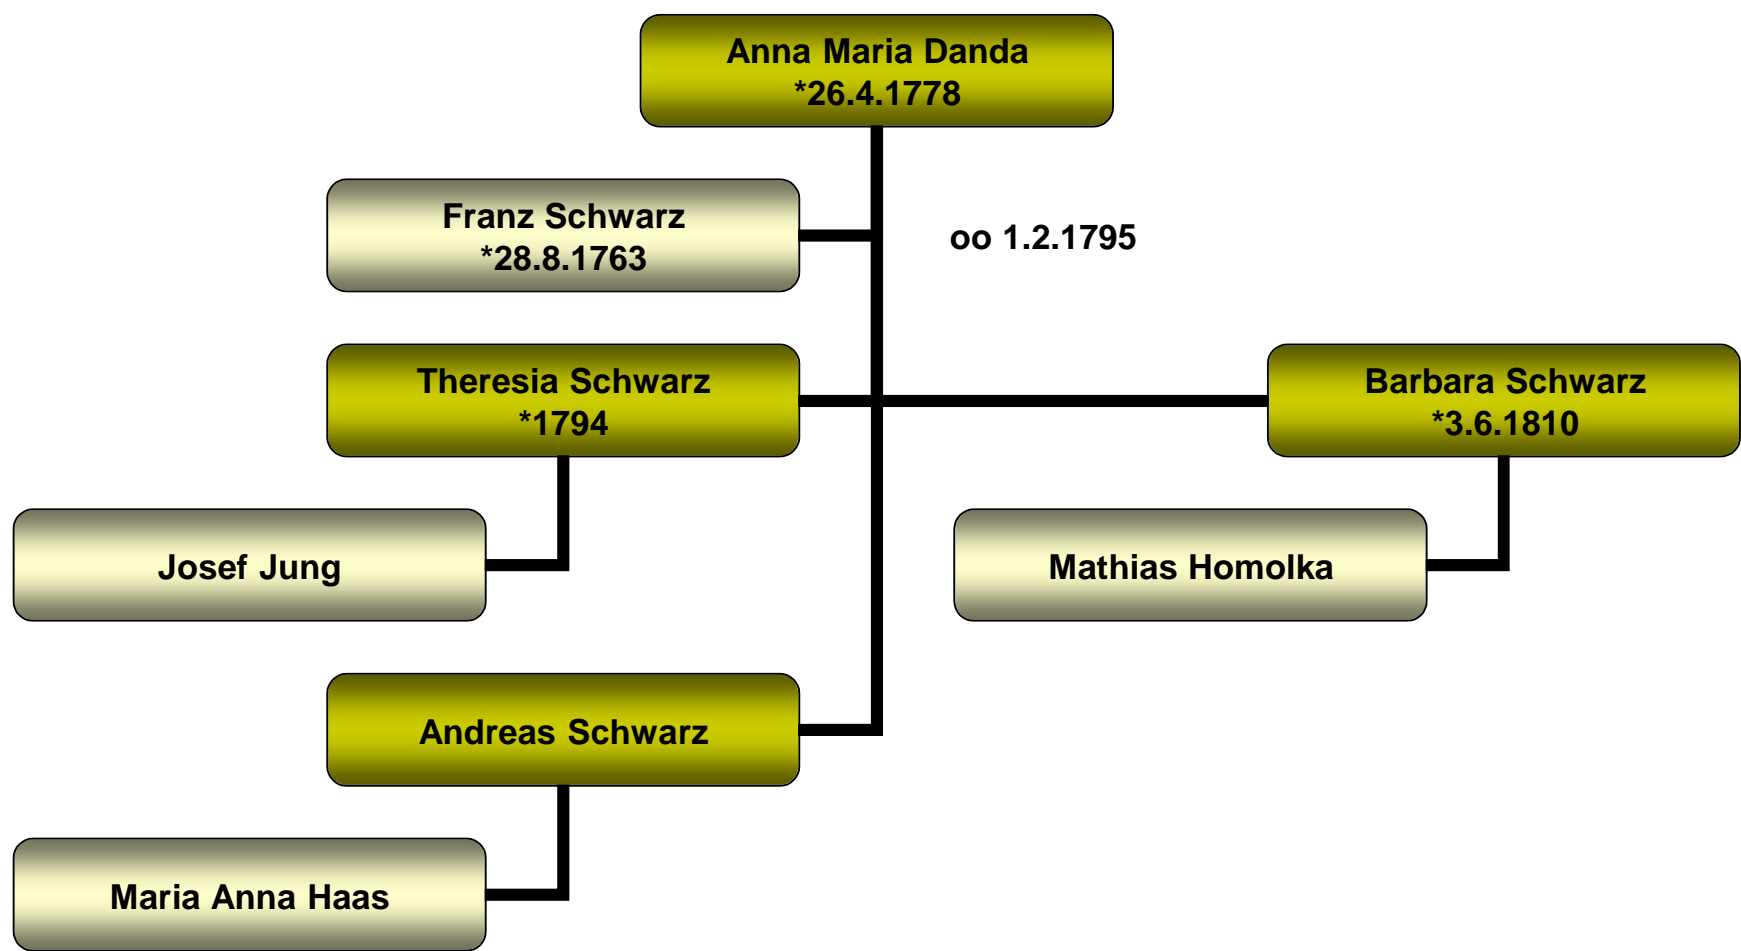 Anna Maria Danda
*26.4.1778
Franz Schwarz
*28.8.1763
oo 1.2.1795
Theresia Schwarz
*1794
Barbara Schwarz
*3.6.1810
Josef Jung
Mathias Homolka
Andreas Schwarz
Maria Anna Haas